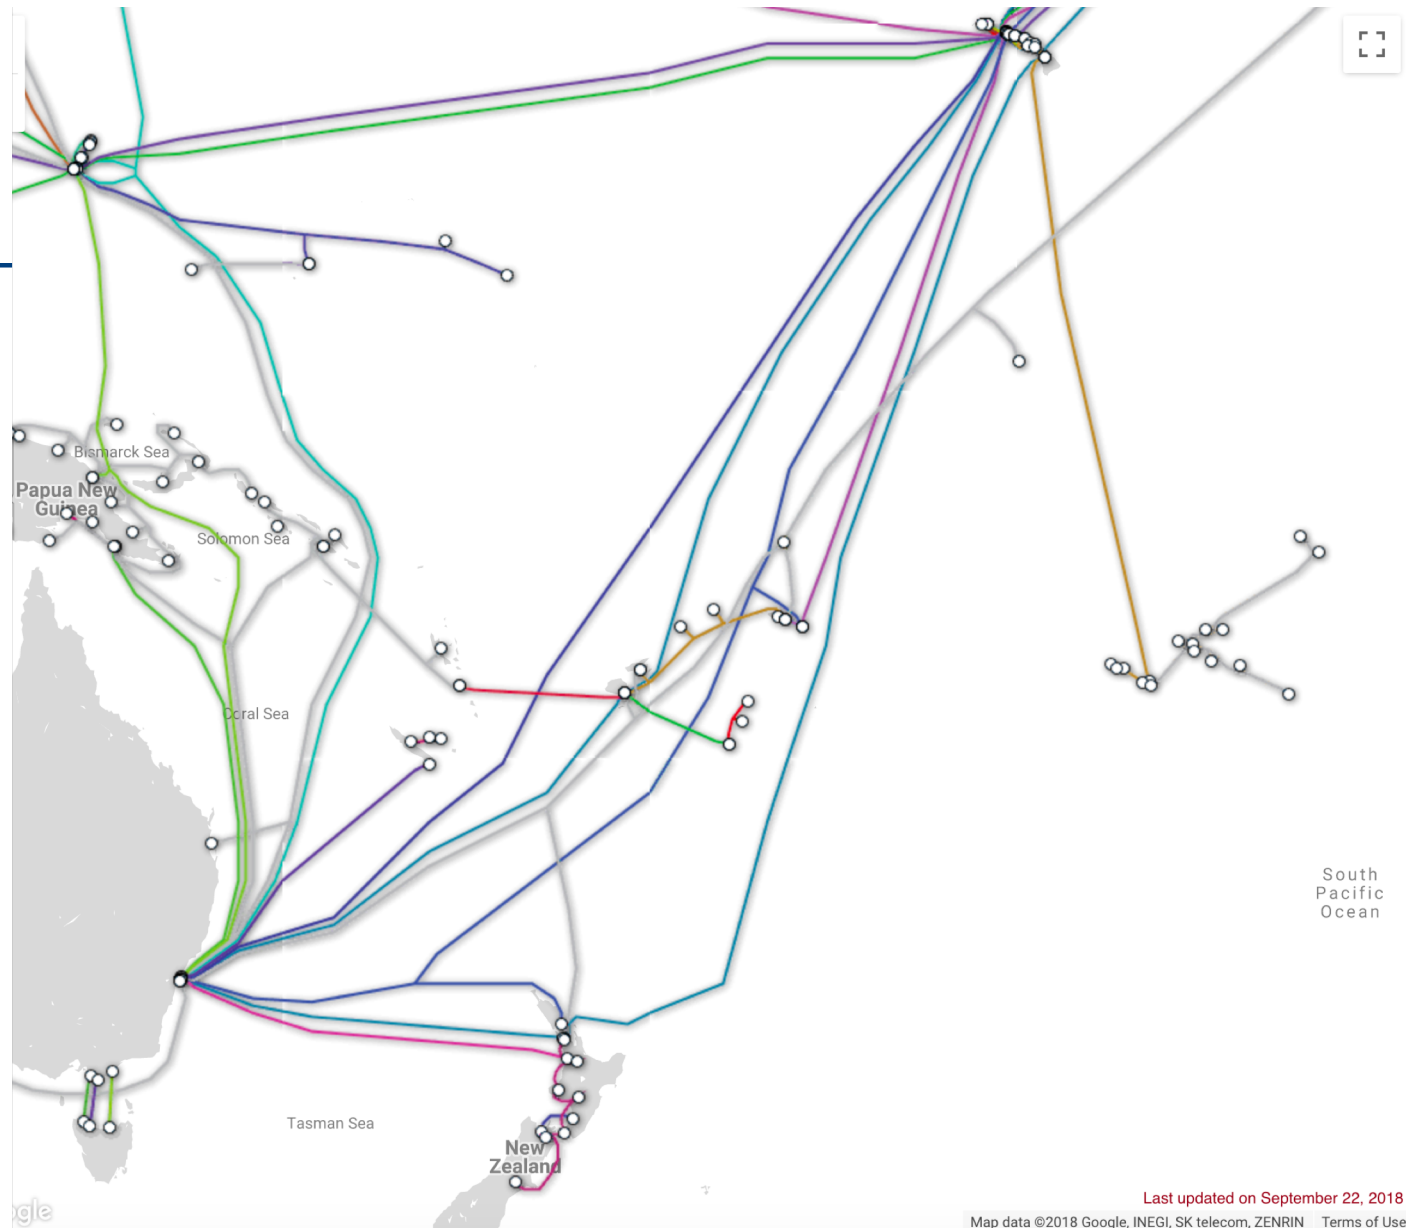 Bismarck Sea
Papua New
Guinea
Solomon Sea
Coral Sea
South
Pacific
Ocean
Tasman Sea
New
Zealand
Last updated on September 22, 2018
gle
Map data ©2018 Google, INEGI, SK telecom, ZENRIN Terms of Use